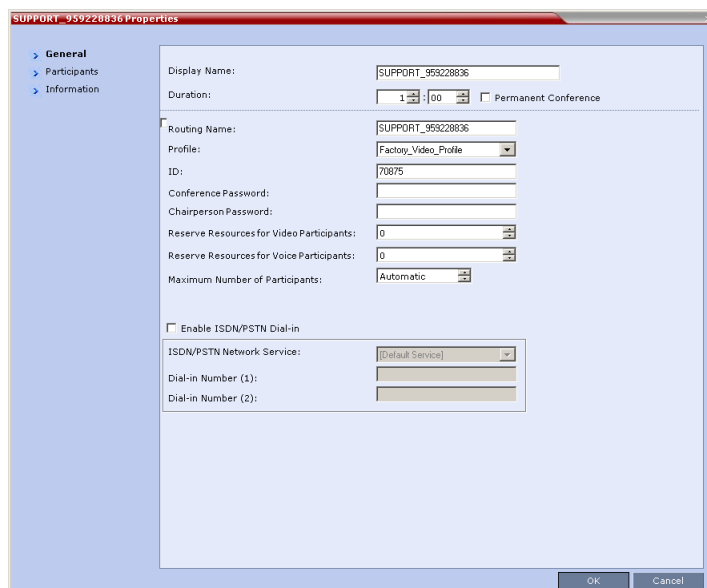 SUPPORT_959228836 Properties
General
Participants
Information
Display Name: SUPPORT_959228836
Duration: 1 : 00 Permanent Conference
Routing Name: SUPPORT_959228836
Profile: Factory_Video_Profile
ID: 70875
Conference Password:
Chairperson Password:
Reserve Resources for Video Participants: 0
Reserve Resources for Voice Participants: 0
Maximum Number of Participants: Automatic
Enable ISDN/PSTN Dial-in
ISDN/PSTN Network Service: [Default Service]
Dial-in Number (1):
Dial-in Number (2):
OK Cancel